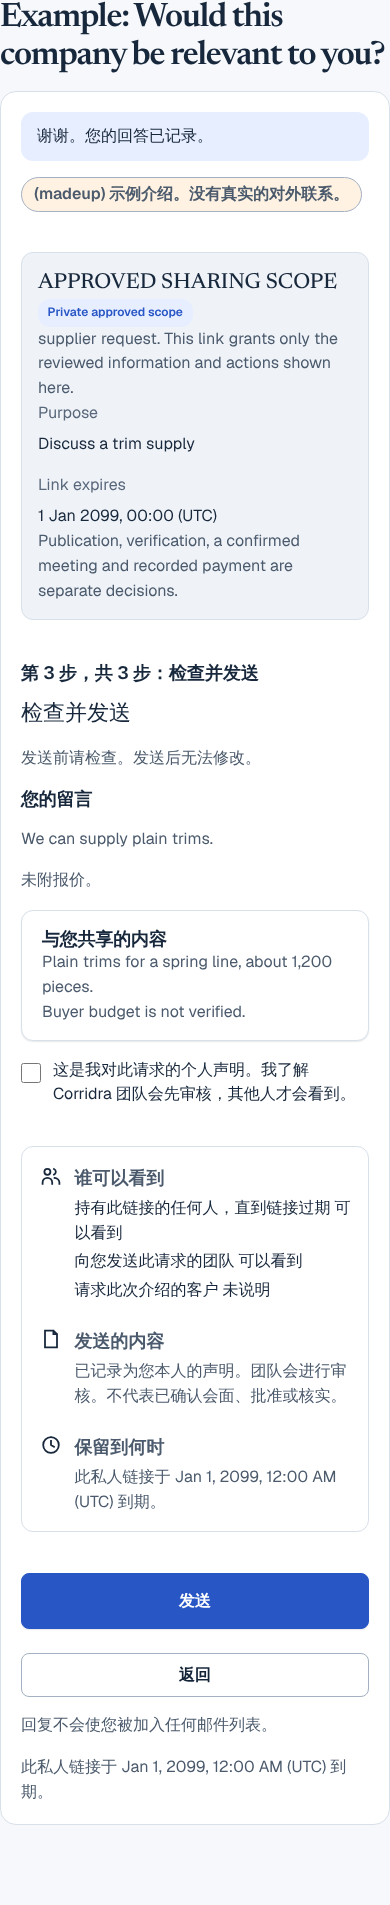 Example: Would this
company be relevant to you?
谢谢。您的回答已记录。
(madeup) 示例介绍。没有真实的对外联系。
APPROVED SHARING SCOPE
Private approved scope
supplier request. This link grants only the
reviewed information and actions shown
here.
Purpose
Discuss a trim supply
Link expires
1 Jan 2099, 00:00 (UTC)
Publication, verification, a confirmed
meeting and recorded payment are
separate decisions.
第 3 步，共 3 步：检查并发送
检查并发送
发送前请检查。发送后无法修改。
您的留言
We can supply plain trims.
未附报价。
与您共享的内容
Plain trims for a spring line, about 1,200
pieces.
Buyer budget is not verified.
这是我对此请求的个人声明。我了解
Corridra 团队会先审核，其他人才会看到。
谁可以看到
持有此链接的任何人，直到链接过期 可
以看到
向您发送此请求的团队 可以看到
请求此次介绍的客户 未说明
发送的内容
已记录为您本人的声明。团队会进行审
核。不代表已确认会面、批准或核实。
保留到何时
此私人链接于 Jan 1, 2099, 12:00 AM
(UTC) 到期。
发送
返回
回复不会使您被加入任何邮件列表。
此私人链接于 Jan 1, 2099, 12:00 AM (UTC) 到
期。